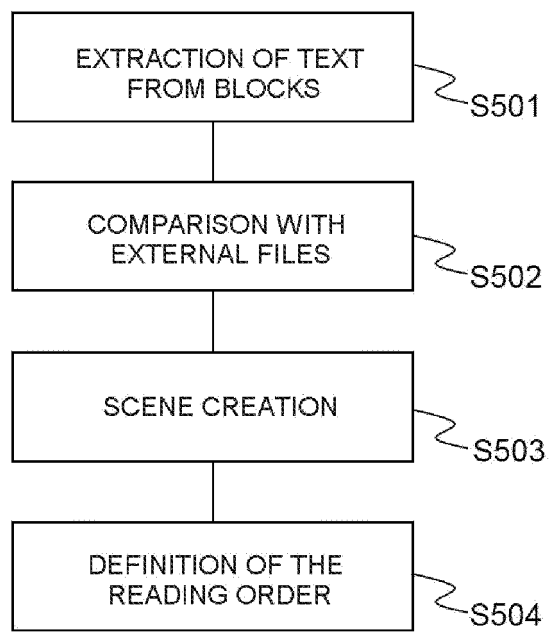 EXTRACTION OF TEXT
FROM BLOCKS
S501
COMPARISON WITH
EXTERNAL FILES
S502
SCENE CREATION
S503
DEFINITION OF THE
READING ORDER
S504